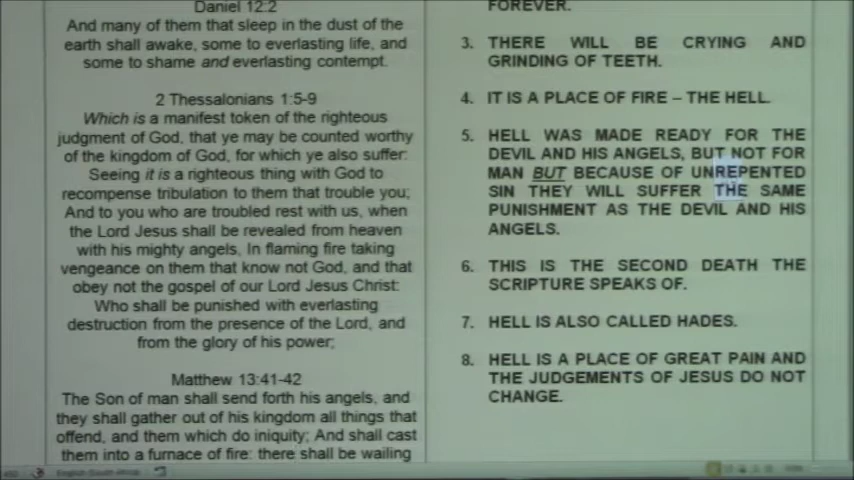 Daniel 12:2
And many of them that sleep in the dust of the
earth shall awake, some to everlasting life, and
some to shame and everlasting contempt.
2 Thessalonians 1:5-9
Which is a manifest token of the righteous
judgment of God, that ye may be counted worthy
of the kingdom of God, for which ye also suffer:
Seeing it is a righteous thing with God to
recompense tribulation to them that trouble you;
And to you who are troubled rest with us, when
the Lord Jesus shall be revealed from heaven
with his mighty angels, In flaming fire taking
vengeance on them that know not God, and that
obey not the gospel of our Lord Jesus Christ:
Who shall be punished with everlasting
destruction from the presence of the Lord, and
from the glory of his power;
Matthew 13:41-42
The Son of man shall send forth his angels, and
they shall gather out of his kingdom all things that
offend, and them which do iniquity; And shall cast
them into a furnace of fire: there shall be wailing
FOREVER.
3. THERE WILL BE CRYING AND
GRINDING OF TEETH.
4. IT IS A PLACE OF FIRE – THE HELL.
5. HELL WAS MADE READY FOR THE
DEVIL AND HIS ANGELS, BUT NOT FOR
MAN BUT BECAUSE OF UNREPENTED
SIN THEY WILL SUFFER THE SAME
PUNISHMENT AS THE DEVIL AND HIS
ANGELS.
6. THIS IS THE SECOND DEATH THE
SCRIPTURE SPEAKS OF.
7. HELL IS ALSO CALLED HADES.
8. HELL IS A PLACE OF GREAT PAIN AND
THE JUDGEMENTS OF JESUS DO NOT
CHANGE.
English (South Africa)